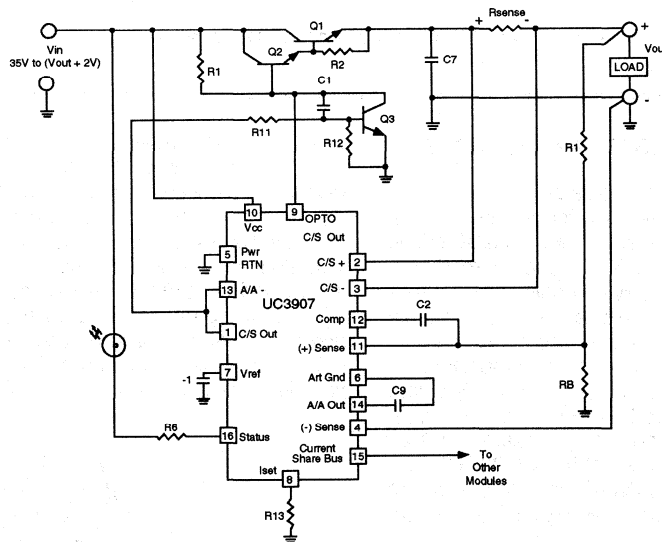 Q1
+
Rsense
-
+
Vin
35V to (Vout + 2V)
Q2
R2
C7
Vou
LOAD
-
R1
C1
Q3
R11
R12
R1
10
Vcc
9
OPTO
C/S Out
5
Pwr
RTN
C/S +
2
13
A/A -
C/S -
3
UC3907
C2
1
C/S Out
Comp
12
(+) Sense
11
-1
7
Vref
Art Gnd
6
RB
A/A Out
14
C9
R6
16
Status
(-) Sense
4
Current
Share Bus
15
To
Other
Modules
Iset
8
R13